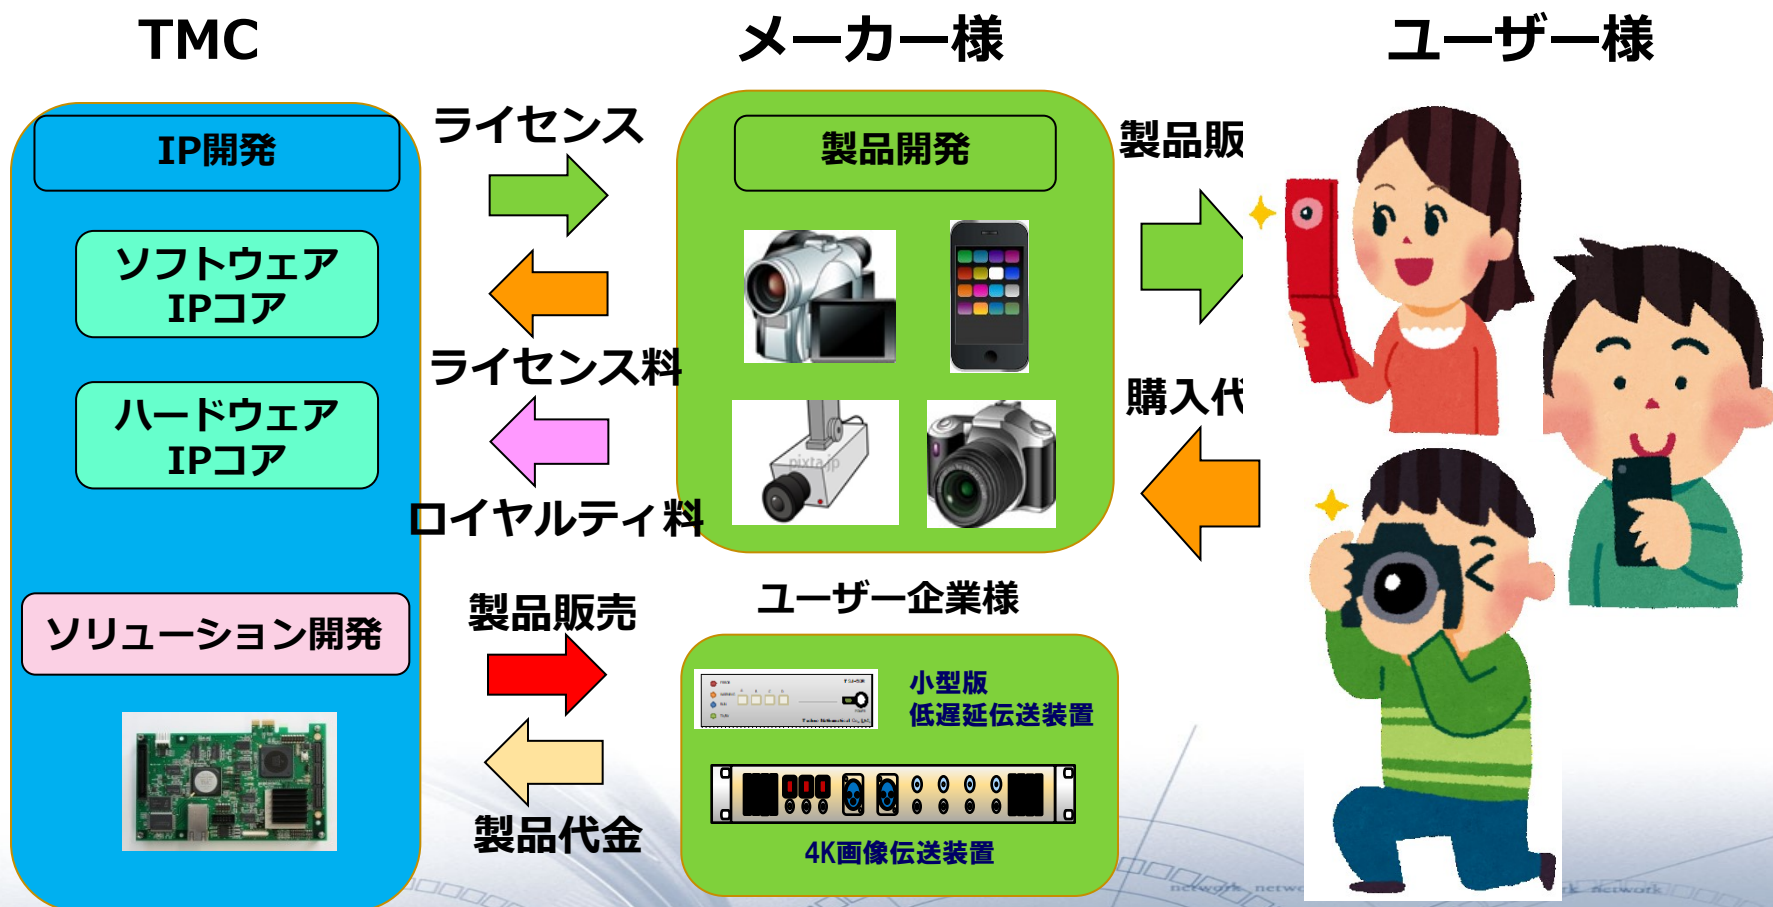 TMC
メーカー様
ユーザー様
IP開発
ソフトウェア
IPコア
ハードウェア
IPコア
ソリューション開発
ライセンス
ライセンス料
ロイヤルティ料
製品販売
製品代金
製品開発
pixta.jp
製品販
購入代
ユーザー企業様
小型版
低遅延伝送装置
4K画像伝送装置
network
network